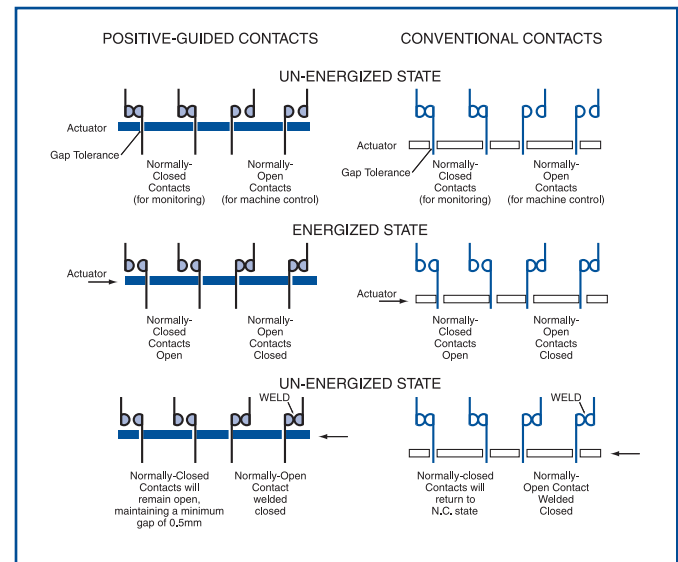 POSITIVE-GUIDED CONTACTS
CONVENTIONAL CONTACTS
UN-ENERGIZED STATE
Actuator
Gap Tolerance
Normally-
Closed
Contacts
(for monitoring)
Normally-
Open
Contacts
(for machine control)
Actuator
Gap Tolerance
Normally-
Closed
Contacts
(for monitoring)
Normally-
Open
Contacts
(for machine control)
ENERGIZED STATE
Actuator
Normally-
Closed
Contacts
Open
Normally-
Open
Contacts
Closed
Actuator
Normally-
Closed
Contacts
Open
Normally-
Open
Contacts
Closed
UN-ENERGIZED STATE
WELD
Normally-Closed
Contacts will
remain open,
maintaining a minimum
gap of 0.5mm
Normally-Open
Contact
welded
closed
WELD
Normally-closed
Contacts will
return to
N.C. state
Normally-
Open Contact
Welded
Closed